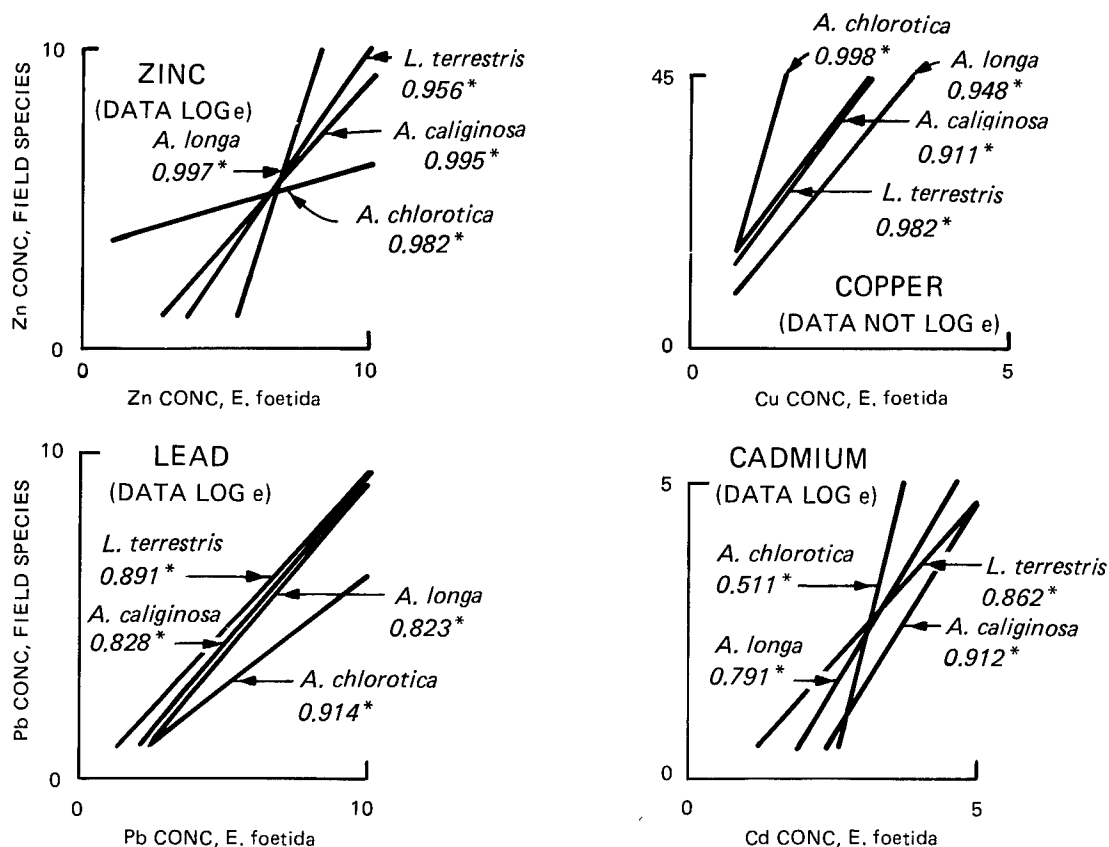 10
ZINC
(DATA LOG e)
L. terrestris
0.956*
A. longa
0.997*
A. caliginosa
0.995*
A. chlorotica
0.982*
Zn CONC, FIELD SPECIES
0
0
10
Zn CONC, E. foetida
A. chlorotica
0.998*
45
A. longa
0.948*
A. caliginosa
0.911*
L. terrestris
0.982*
COPPER
(DATA NOT LOG e)
0
0
5
Cu CONC, E. foetida
10
LEAD
(DATA LOG e)
L. terrestris
0.891*
A. caliginosa
0.828*
A. longa
0.823*
A. chlorotica
0.914*
Pb CONC, FIELD SPECIES
0
0
10
Pb CONC, E. foetida
CADMIUM
5
(DATA LOG e)
A. chlorotica
0.511*
L. terrestris
0.862*
A. longa
0.791*
A. caliginosa
0.912*
0
0
5
Cd CONC, E. foetida